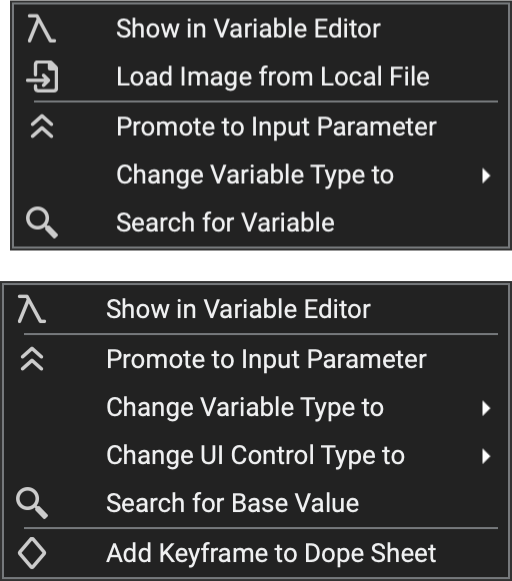 Show in Variable Editor
Load Image from Local File
Promote to Input Parameter
Change Variable Type to
Search for Variable
Show in Variable Editor
Promote to Input Parameter
Change Variable Type to
Change UI Control Type to
Search for Base Value
Add Keyframe to Dope Sheet